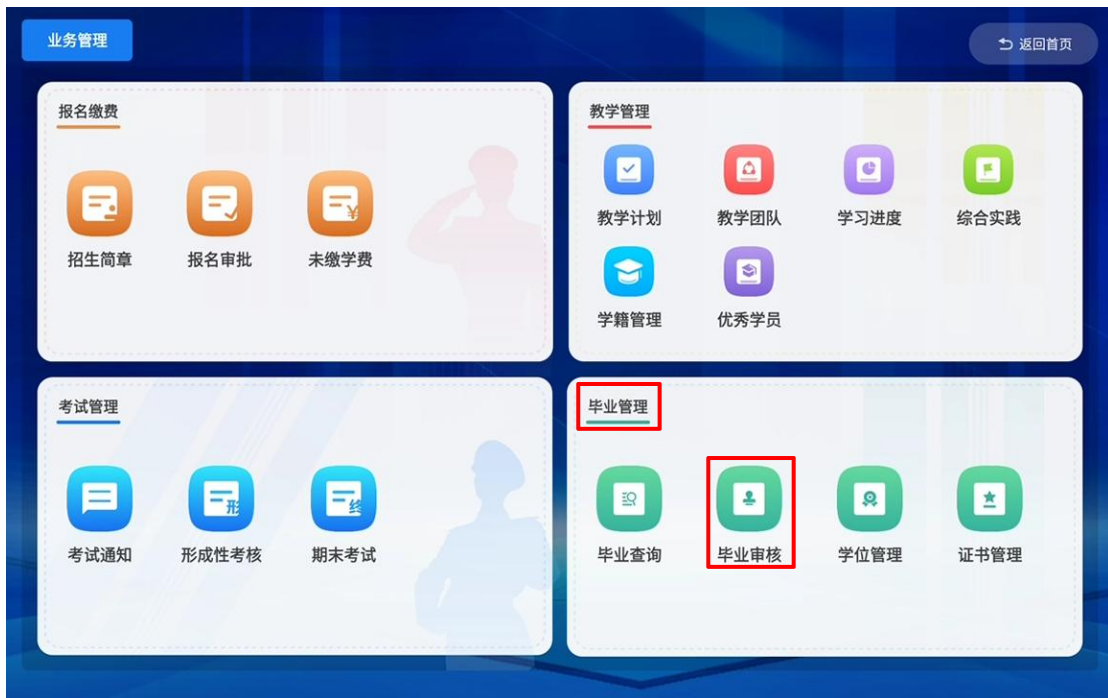 业务管理
返回首页
报名缴费
招生简章
报名审批
未缴学费
教学管理
教学计划
教学团队
学习进度
综合实践
学籍管理
优秀学员
考试管理
考试通知
形
形成性考核
终
期末考试
毕业管理
毕业查询
毕业审核
学位管理
证书管理